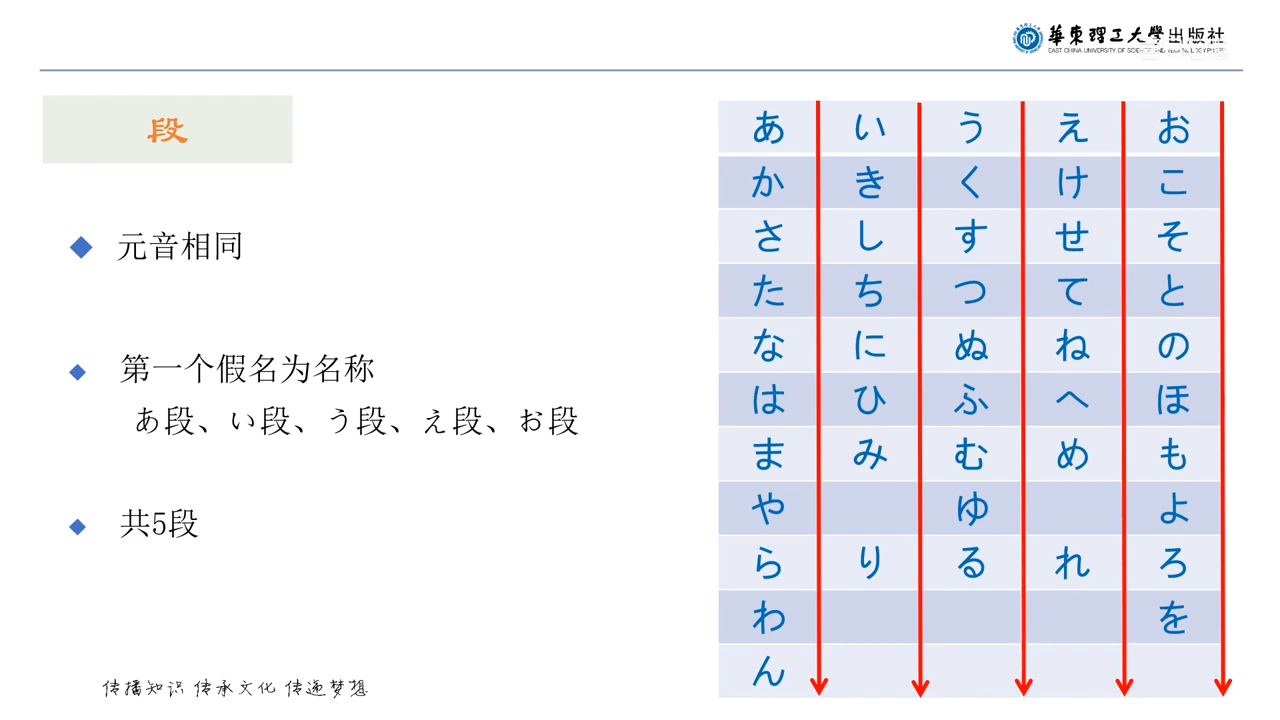 華東理工大學出版社
段
元音相同
第一个假名为名称
あ段、い段、う段、え段、お段
共5段
あ い う え お
か き く け こ
さ し す せ そ
た ち つ て と
な に ぬ ね の
は ひ ふ へ ほ
ま み む め も
や ゆ よ
ら り る れ ろ
わ を
ん
传播知识 传承文化 传递梦想